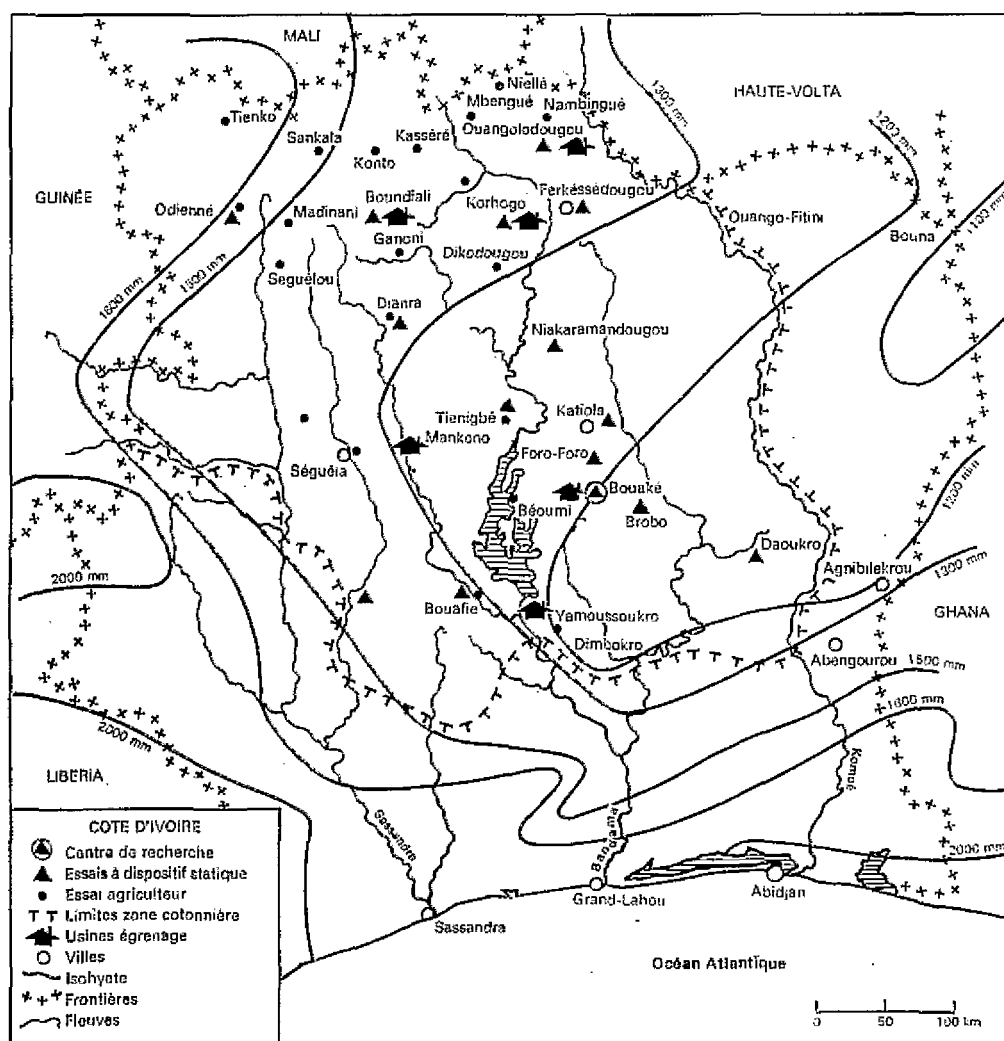 MALI
HAUTE-VOLTA
GUINÉE
GHANA
LIBERIA
Niellé
Mbengué
Nambingué
Tienko
Ouangolodougou
Sankala
Kasséré
Konto
1300 mm
1200 mm
1100 mm
Odienné
Madinani
Boundiali
Korhogo
Ferkéssédougou
Ouango-Fitini
Bouna
Ganoni
Dikodougou
Seguélou
1600 mm
1500 mm
Dianra
Niakaramandougou
Tienigbé
Katiola
Mankono
Foro-Foro
Séguéla
Bouaké
Béoumi
Brobo
1200 mm
Daoukro
Agnibilekrou
1300 mm
2000 mm
Bouafle
Yamoussoukro
Dimbokro
Abengourou
1500 mm
1600 mm
2000 mm
Komoé
Sassandra
Bandama
2000 mm
Grand-Lahou
Abidjan
Sassandra
Océan Atlantique
COTE D'IVOIRE
Centre de recherche
Essais à dispositif statique
Essai agriculteur
Limites zone cotonnière
Usines égrenage
Villes
Isohyete
Frontières
Fleuves
0 50 100 km